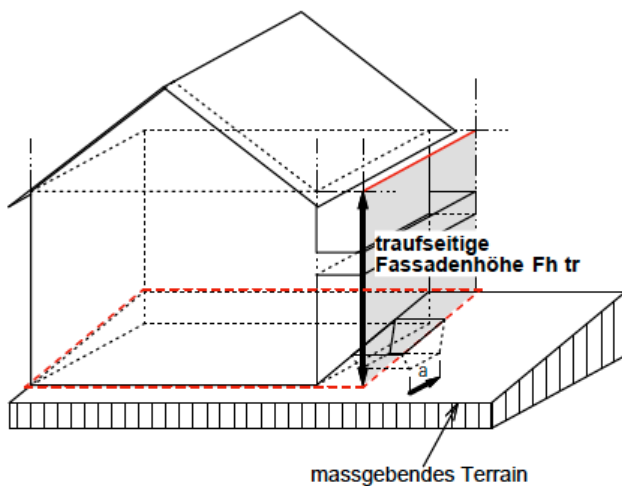 traufseitige
Fassadenhöhe Fh tr
a
massgebendes Terrain